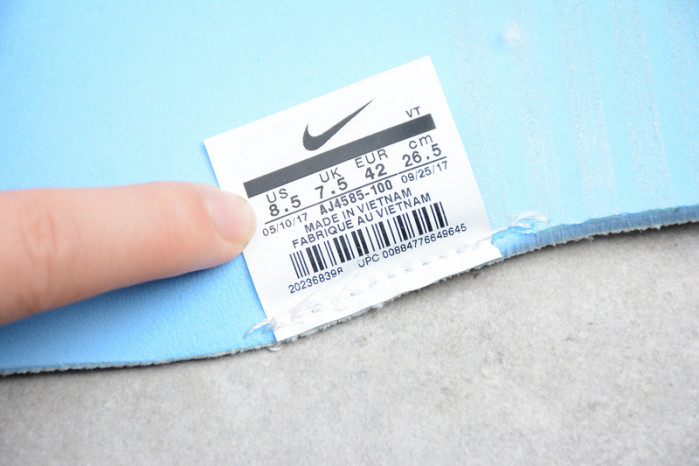 VT
US UK EUR cm
8.5 7.5 42 26.5
05/10/17 AJ4585-100 09/25/17
MADE IN VIETNAM
FABRIQUE AU VIETNAM
202368398 UPC 00884776649645